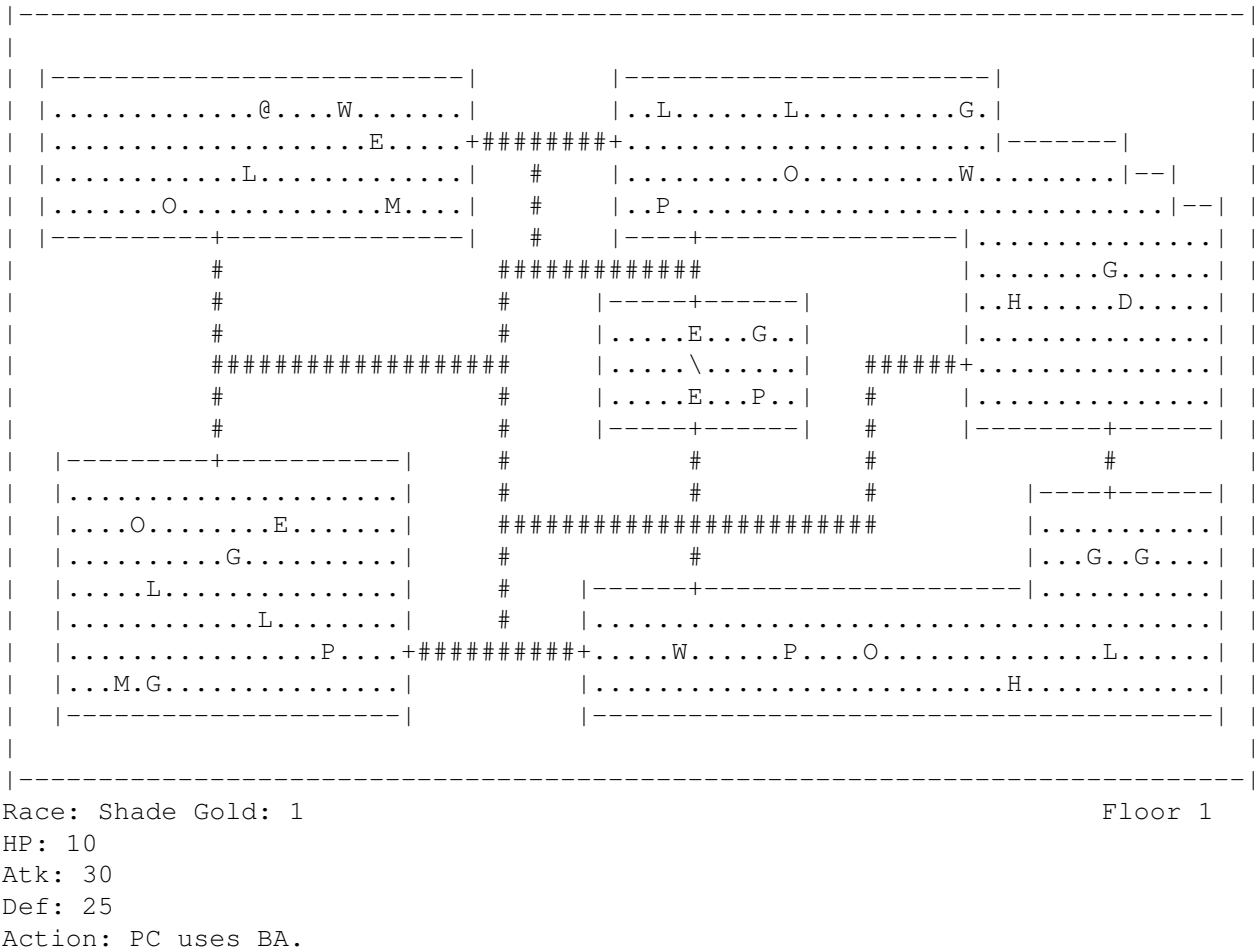 |-----------------------------------------------------------------------------|
|                                                                             |
| |--------------------------|        |-----------------------|               |
| |.............@....W.......|        |..L.......L..........G.|               |
| |....................E.....+########+.......................|-------|       |
| |............L.............|   #    |..........O..........W.........|--|    |
| |.......O.............M....|   #    |..P...............................|--| |
| |----------+---------------|   #    |----+----------------|...............| |
|            #                 #############                |........G......| |
|            #                 #     |-----+------|         |..H......D.....| |
|            #                 #     |.....E...G..|         |...............| |
|            ###################     |.....\......|   ######+...............| |
|            #                 #     |.....E...P..|   #     |...............| |
|            #                 #     |-----+------|   #     |--------+------| |
|  |---------+-----------|     #           #          #              #        |
|  |.....................|     #           #          #         |----+------| |
|  |....O........E.......|     ########################         |...........| |
|  |..........G..........|     #           #                    |...G..G....| |
|  |.....L...............|     #    |------+--------------------|...........| |
|  |............L........|     #    |.......................................| |
|  |................P....+##########+.....W......P....O..............L......| |
|  |...M.G...............|          |..........................H............| |
|  |---------------------|          |---------------------------------------| |
|                                                                             |
|-----------------------------------------------------------------------------|
Race: Shade Gold: 1                                                  Floor 1
HP: 10
Atk: 30
Def: 25
Action: PC uses BA.